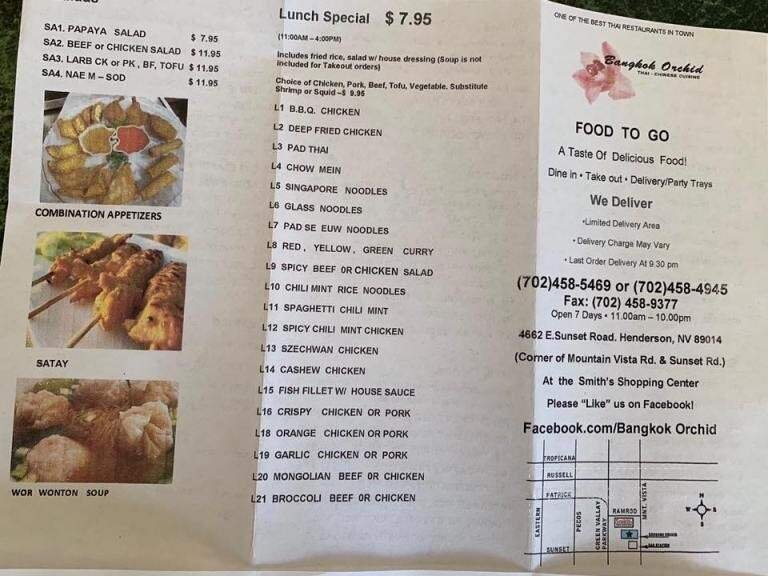 SA1. PAPAYA SALAD $ 7.95
SA2. BEEF or CHICKEN SALAD $ 11.95
SA3. LARB CK or PK , BF, TOFU $ 11.95
SA4. NAE M – SOD $ 11.95
COMBINATION APPETIZERS
SATAY
WOR WONTON SOUP
Lunch Special $ 7.95
(11:00AM – 4:00PM)
Includes fried rice, salad w/ house dressing (Soup is not
included for Takeout orders)
Choice of Chicken, Pork, Beef, Tofu, Vegetable. Substitute
Shrimp or Squid –$ 9.95
L1 B.B.Q. CHICKEN
L2 DEEP FRIED CHICKEN
L3 PAD THAI
L4 CHOW MEIN
L5 SINGAPORE NOODLES
L6 GLASS NOODLES
L7 PAD SE EUW NOODLES
L8 RED , YELLOW , GREEN CURRY
L9 SPICY BEEF 0R CHICKEN SALAD
L10 CHILI MINT RICE NOODLES
L11 SPAGHETTI CHILI MINT
L12 SPICY CHILI MINT CHICKEN
L13 SZECHWAN CHICKEN
L14 CASHEW CHICKEN
L15 FISH FILLET W/ HOUSE SAUCE
L16 CRISPY CHICKEN OR PORK
L18 ORANGE CHICKEN OR PORK
L19 GARLIC CHICKEN OR PORK
L20 MONGOLIAN BEEF 0R CHICKEN
L21 BROCCOLI BEEF 0R CHICKEN
ONE OF THE BEST THAI RESTAURANTS IN TOWN
Bangkok Orchid
THAI - CHINESE CUISINE
FOOD TO GO
A Taste Of Delicious Food!
Dine in • Take out • Delivery/Party Trays
We Deliver
•Limited Delivery Area
• Delivery Charge May Vary
• Last Order Delivery At 9:30 pm
(702)458-5469 or (702)458-4945
Fax: (702) 458-9377
Open 7 Days • 11.00am – 10.00pm
4662 E.Sunset Road. Henderson, NV 89014
(Corner of Mountain Vista Rd. & Sunset Rd.)
At the Smith's Shopping Center
Please “Like” us on Facebook!
Facebook.com/Bangkok Orchid
TROPICANA
RUSSELL
PATRICK
EASTERN
PECOS
GREEN VALLEY
PARKWAY
RAMROD
MNT. VISTA
SUNSET
N
W
E
S